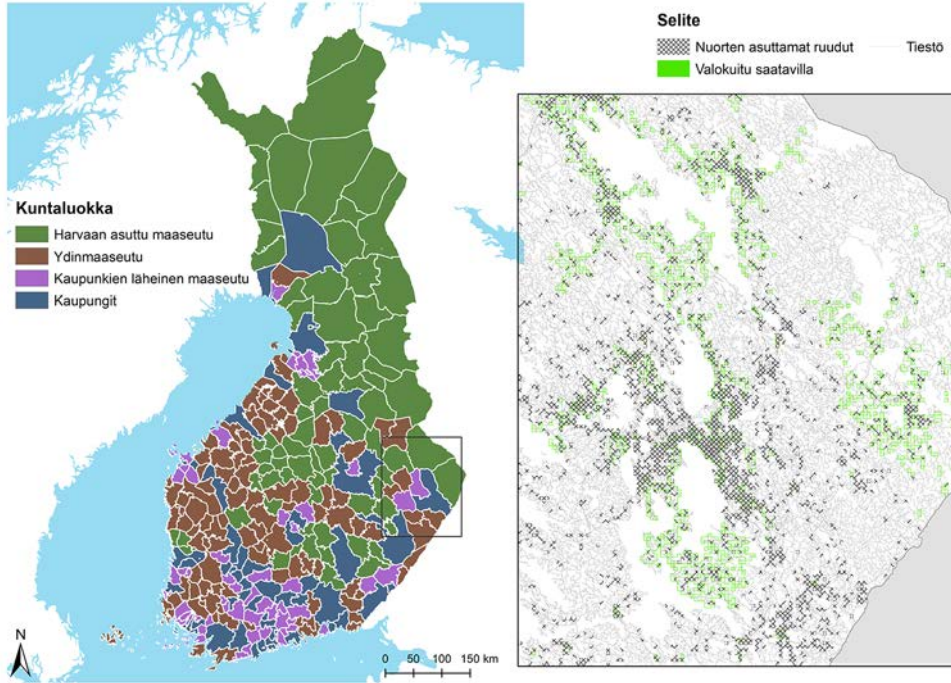 Kuntaluokka
Harvaan asuttu maaseutu
Ydinmaaseutu
Kaupunkien läheinen maaseutu
Kaupungit
N
0 50 100 150 km
Selite
Nuorten asuttamat ruudut Tiestö
Valokuitu saatavilla